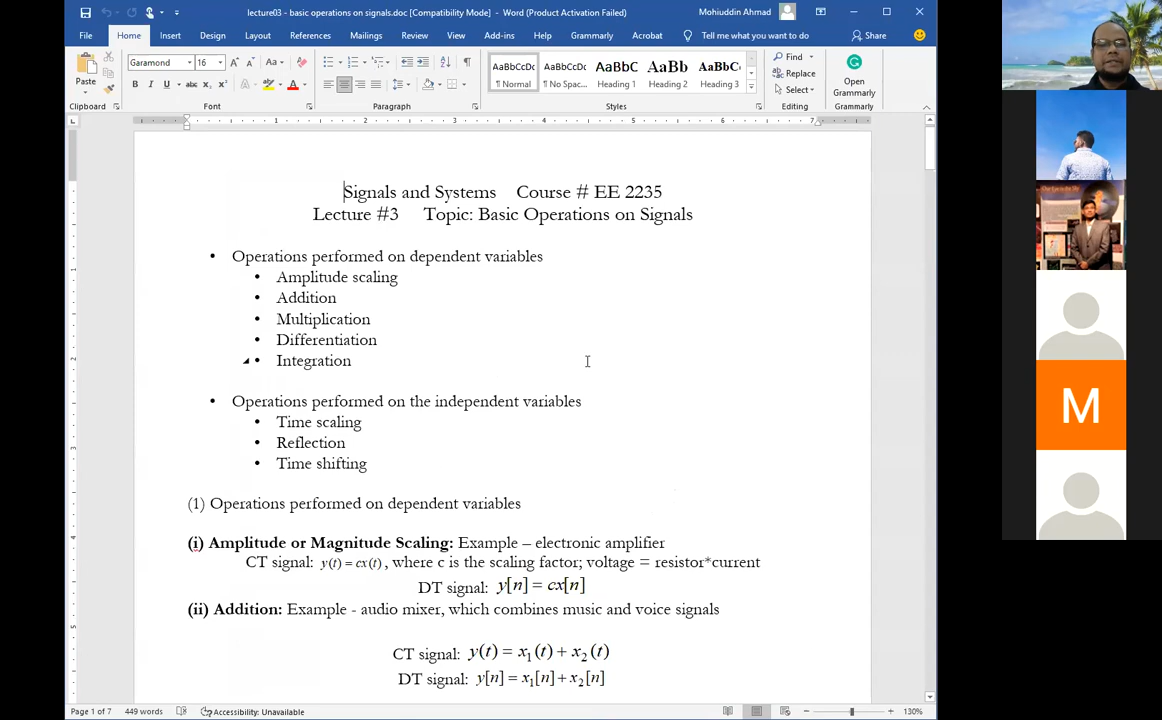 lecture03 - basic operations on signals.doc [Compatibility Mode] - Word (Product Activation Failed)
Mohiuddin Ahmad
File Home Insert Design Layout References Mailings Review View Add-ins Help Grammarly Acrobat Tell me what you want to do Share
Garamond 16 Find
Paste Replace
Select
AaBbCcDc AaBbCcDc AaBbC AaBb AaBbCc
¶ Normal ¶ No Spac... Heading 1 Heading 2 Heading 3
Open
Grammarly
Clipboard Font Paragraph Styles Editing Grammarly
1 2 3 4 5 6 7
Signals and Systems Course # EE 2235
Lecture #3 Topic: Basic Operations on Signals
• Operations performed on dependent variables
• Amplitude scaling
• Addition
• Multiplication
• Differentiation
• Integration
• Operations performed on the independent variables
• Time scaling
• Reflection
• Time shifting
(1) Operations performed on dependent variables
(i) Amplitude or Magnitude Scaling: Example – electronic amplifier
CT signal: y(t) = cx(t), where c is the scaling factor; voltage = resistor*current
DT signal: y[n] = cx[n]
(ii) Addition: Example - audio mixer, which combines music and voice signals
CT signal: y(t) = x₁(t) + x₂(t)
DT signal: y[n] = x₁[n] + x₂[n]
Page 1 of 7 449 words Accessibility: Unavailable 130%
M